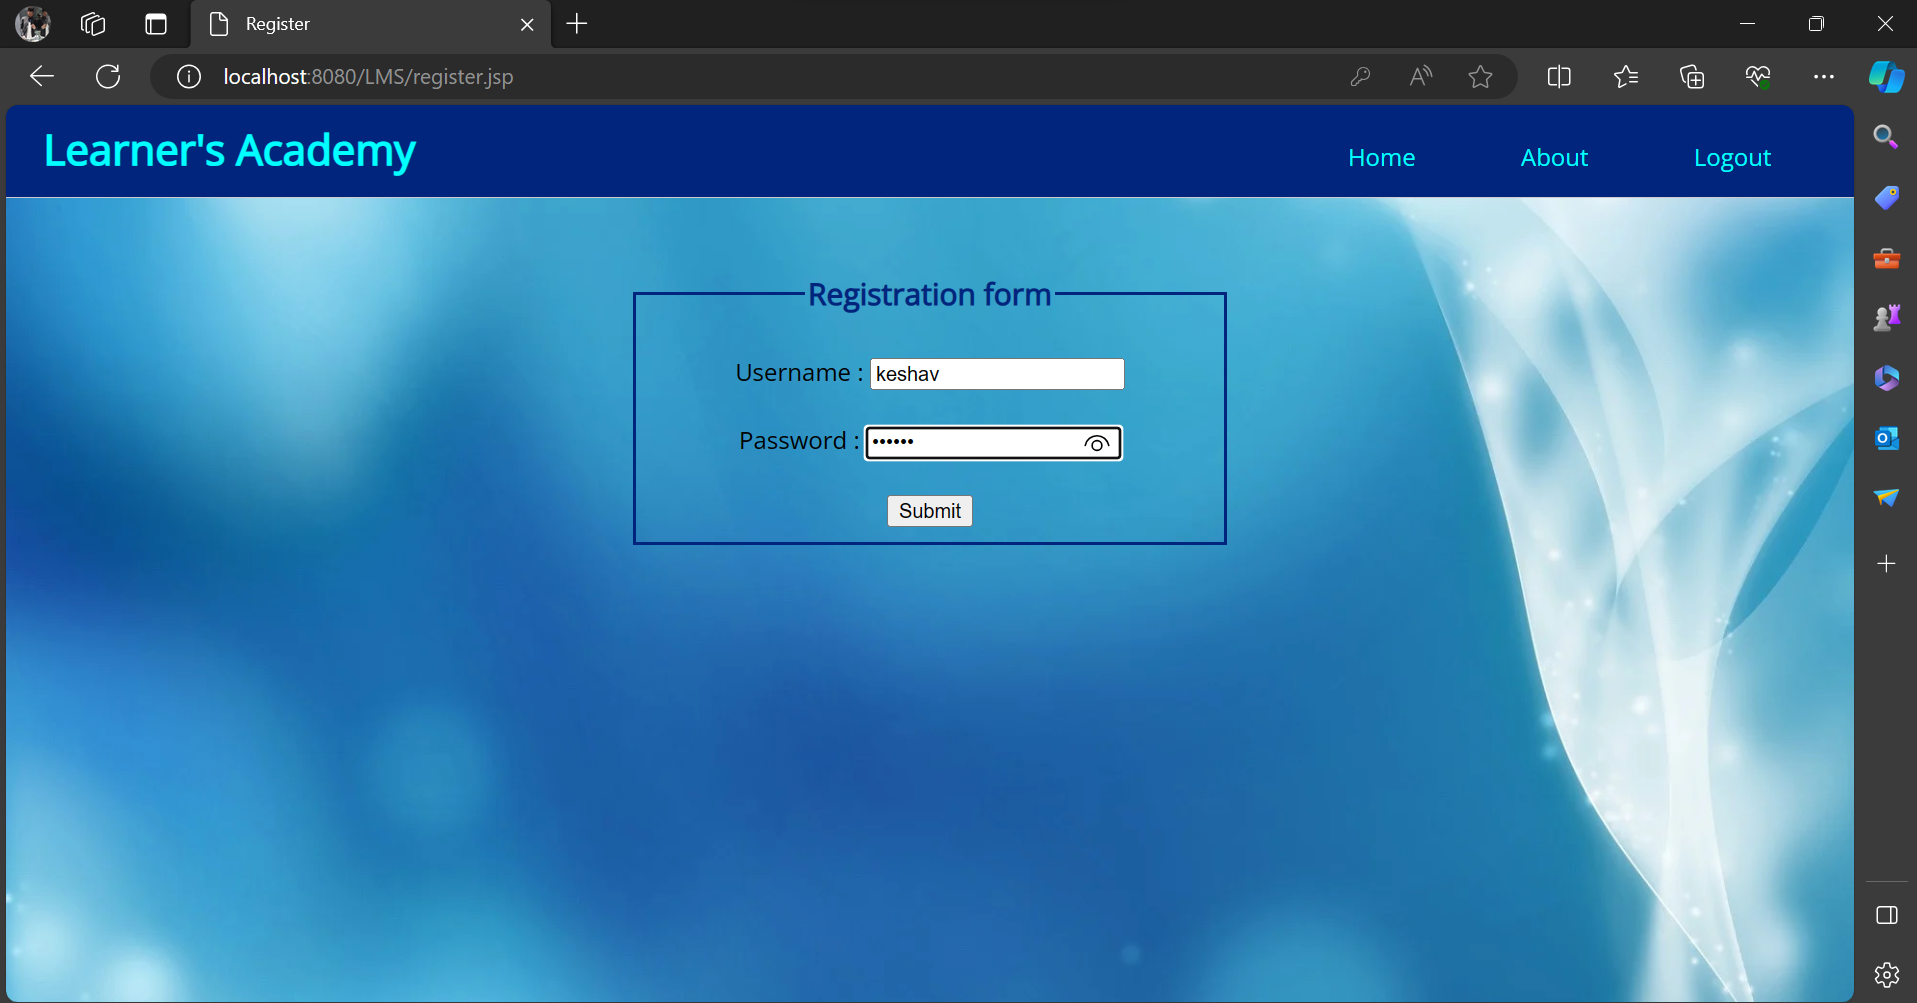 Register
localhost:8080/LMS/register.jsp
Learner's Academy
Home About Logout
Registration form
Username : keshav
Password : ••••••
Submit